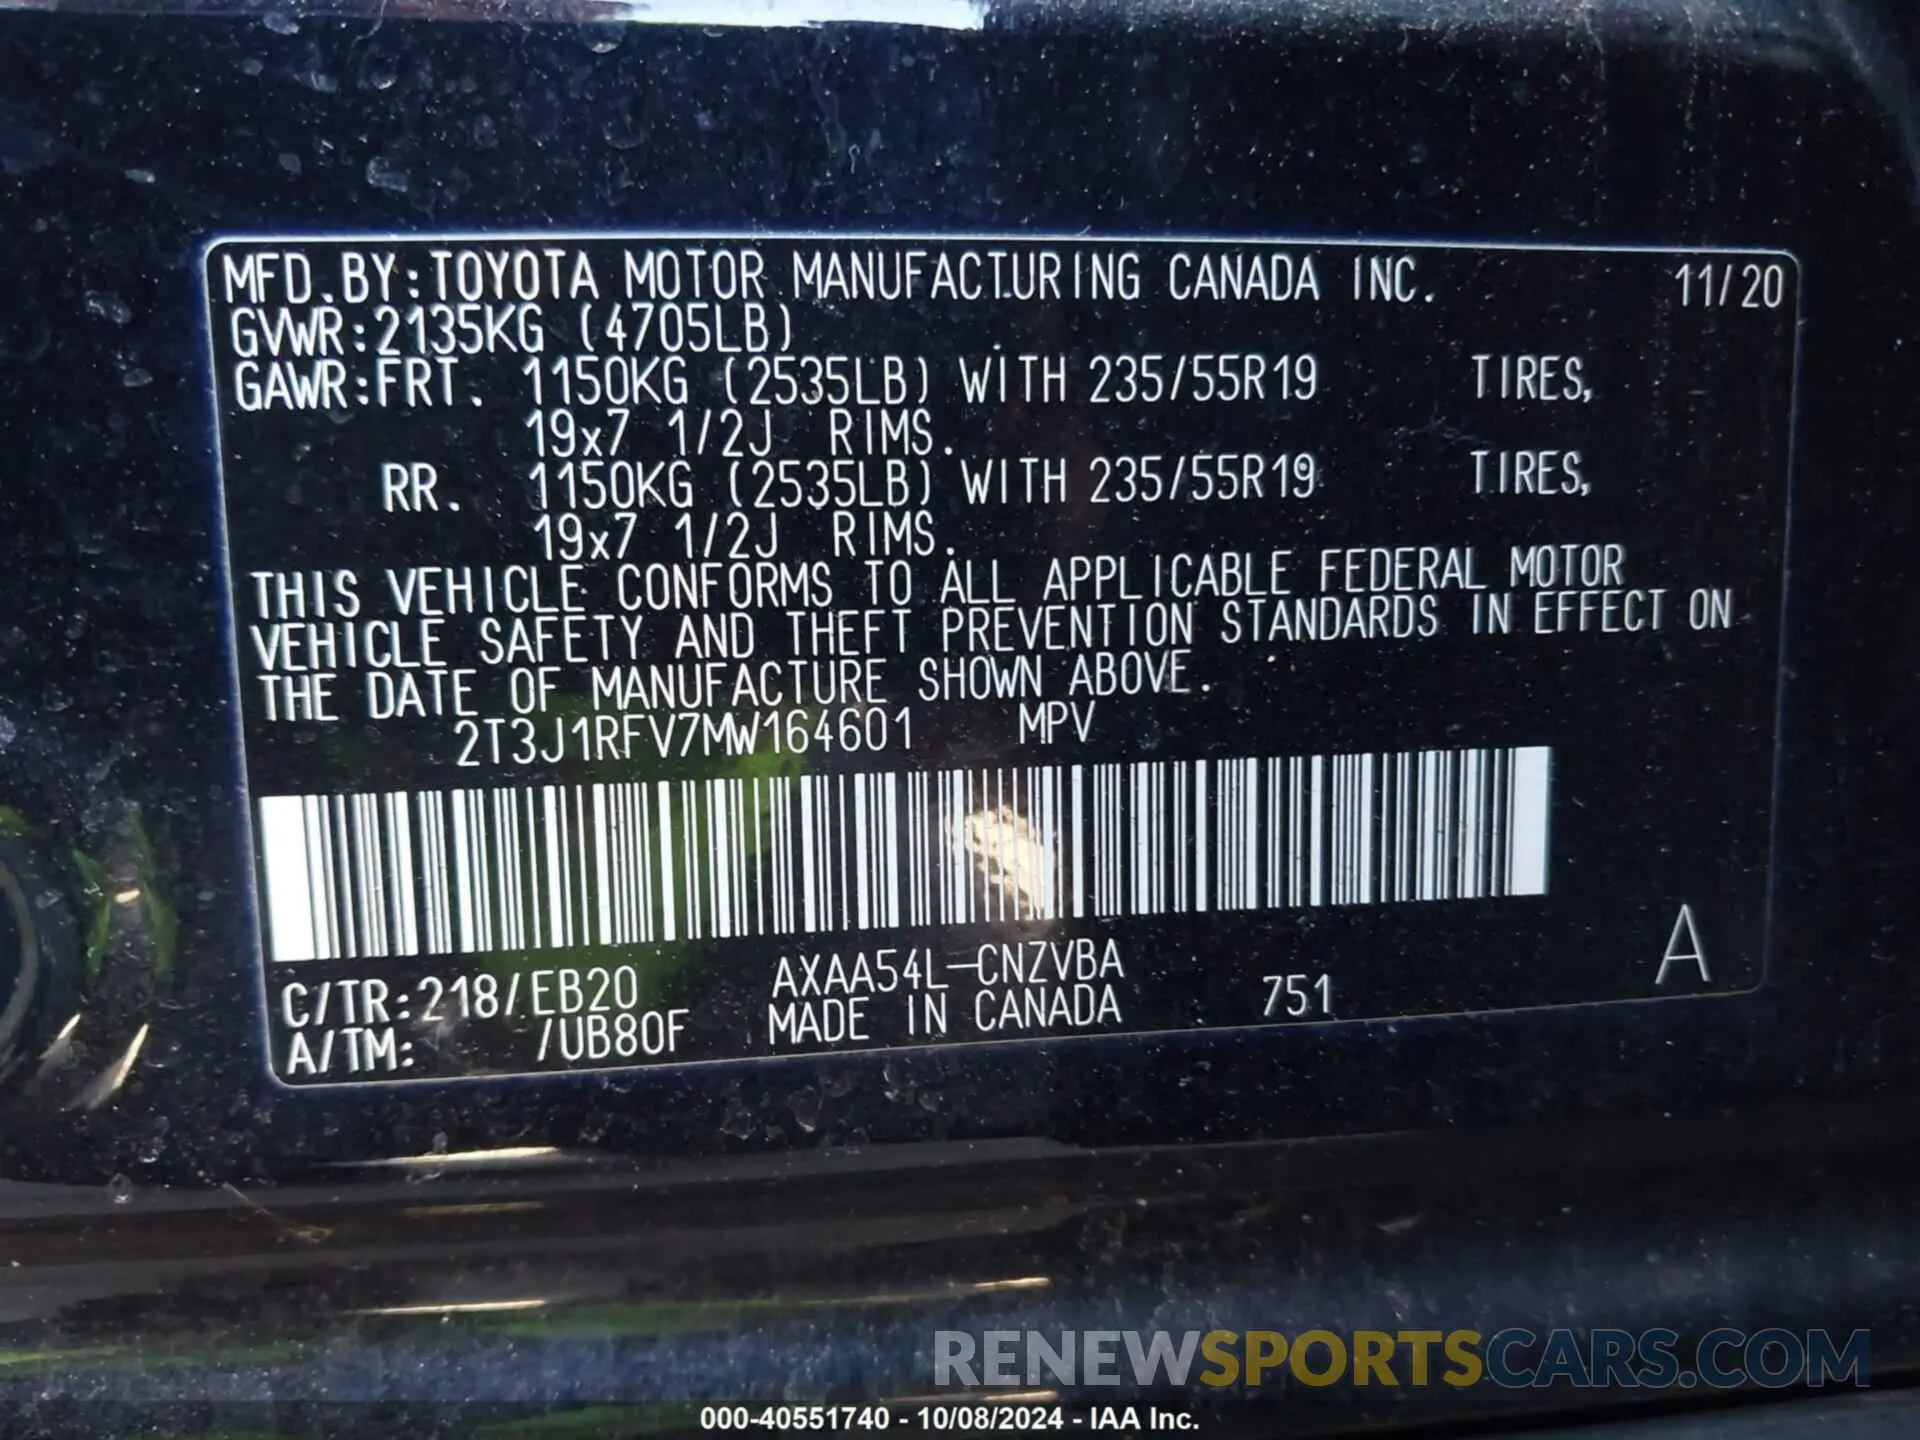 MFD.BY:TOYOTA MOTOR MANUFACTURING CANADA INC. 11/20
GVWR:2135KG (4705LB)
GAWR:FRT. 1150KG (2535LB) WITH 235/55R19 TIRES,
19x7 1/2J RIMS.
RR. 1150KG (2535LB) WITH 235/55R19 TIRES,
19x7 1/2J RIMS.
THIS VEHICLE CONFORMS TO ALL APPLICABLE FEDERAL MOTOR
VEHICLE SAFETY AND THEFT PREVENTION STANDARDS IN EFFECT ON
THE DATE OF MANUFACTURE SHOWN ABOVE.
2T3J1RFV7MW164601 MPV
C/TR:218/EB20 AXAA54L-CNZVBA A
A/TM: /UB80F MADE IN CANADA 751
RENEWSPORTSCARS.COM
000-40551740 - 10/08/2024 - IAA Inc.